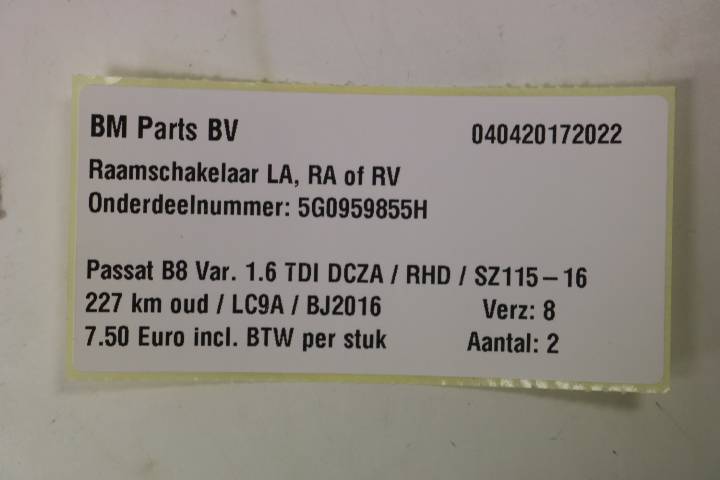 BM Parts BV 040420172022
Raamschakelaar LA, RA of RV
Onderdeelnummer: 5G0959855H
Passat B8 Var. 1.6 TDI DCZA / RHD / SZ115-16
227 km oud / LC9A / BJ2016 Verz: 8
7.50 Euro incl. BTW per stuk Aantal: 2